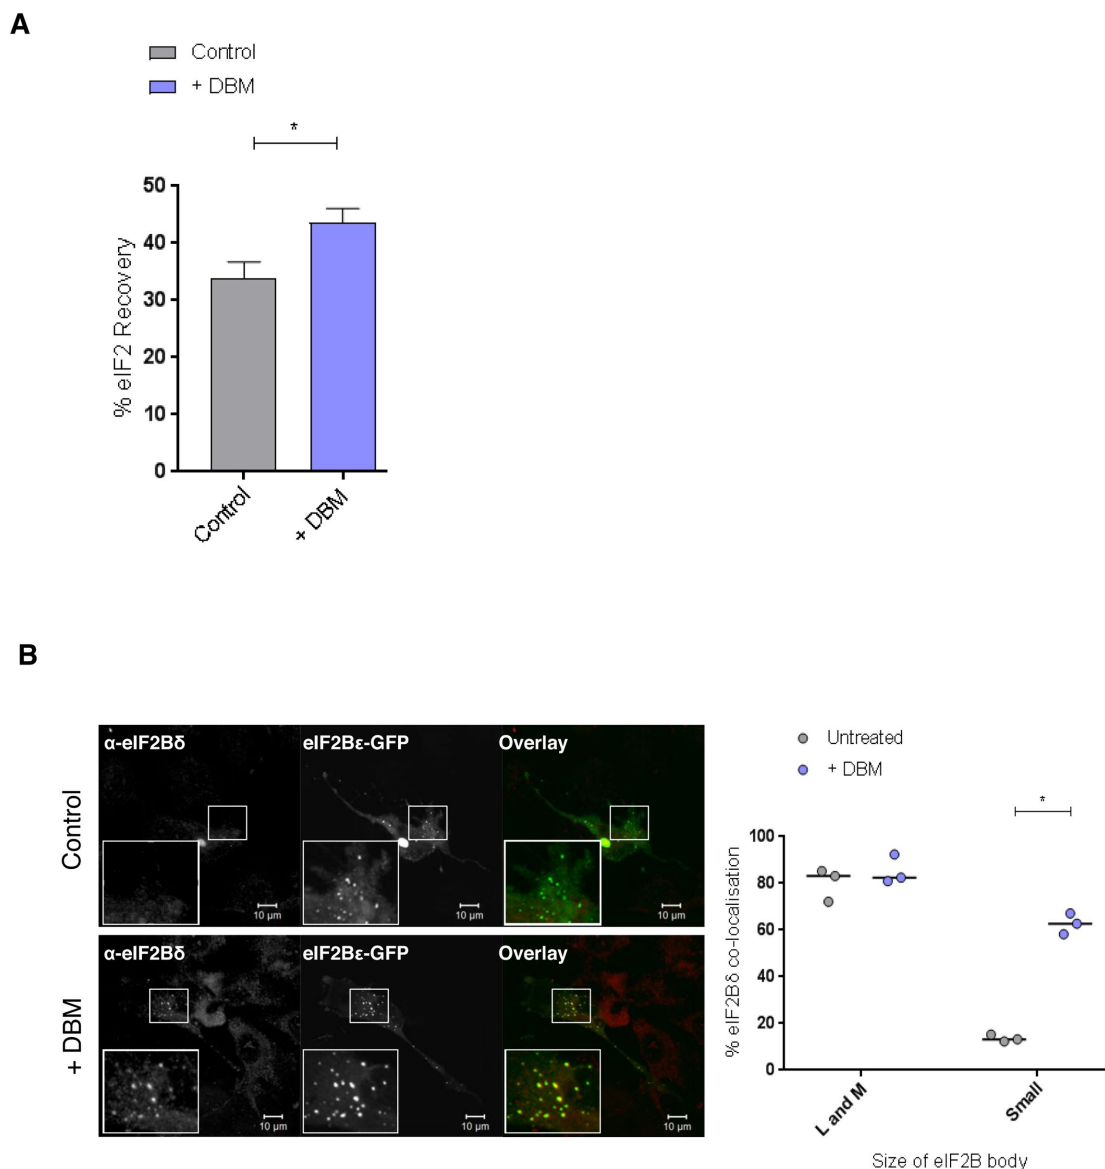 A
Control
+ DBM
*
50
40
30
20
10
0
% eIF2 Recovery
Control
+ DBM
B
Control
α-eIF2Bδ
eIF2Bε-GFP
Overlay
10 µm
10 µm
10 µm
+ DBM
α-eIF2Bδ
eIF2Bε-GFP
Overlay
10 µm
10 µm
10 µm
Untreated
+ DBM
*
100
80
60
40
20
0
% eIF2Bδ co-localisation
L and M
Small
Size of eIF2B body